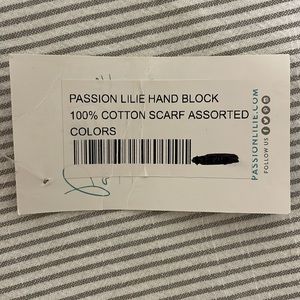 PASSION LILIE HAND BLOCK
100% COTTON SCARF ASSORTED
COLORS
PASSIONLILIE.COM
FOLLOW US